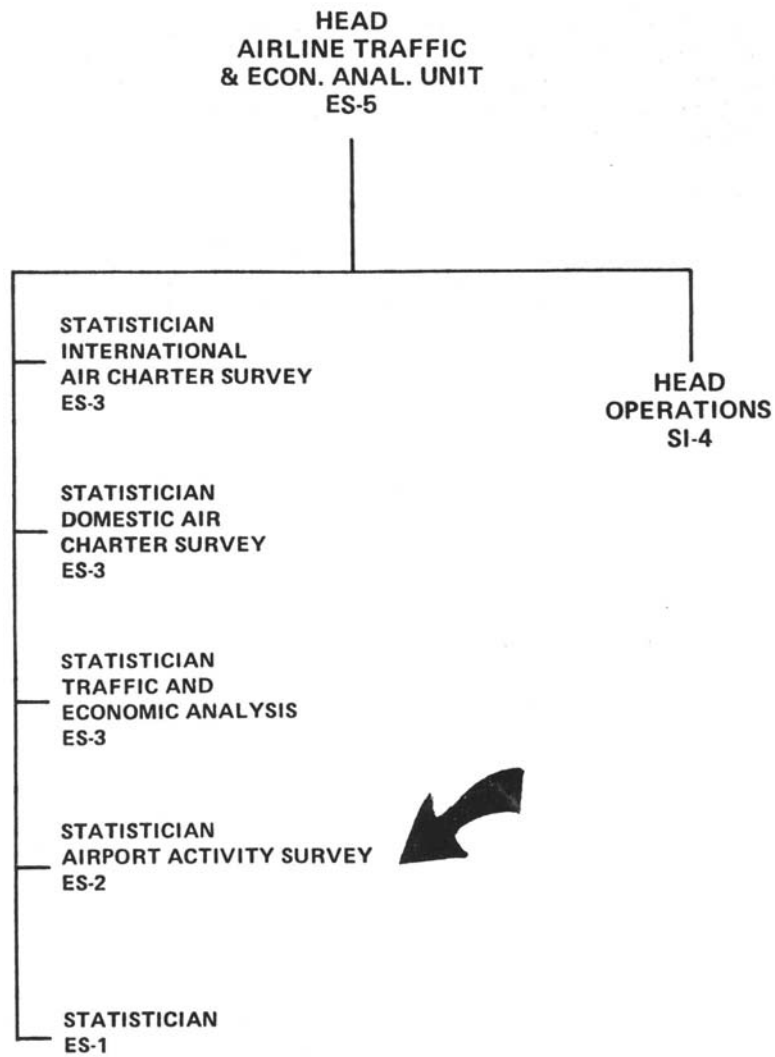 HEAD
AIRLINE TRAFFIC
& ECON. ANAL. UNIT
ES-5
STATISTICIAN
INTERNATIONAL
AIR CHARTER SURVEY
ES-3
HEAD
OPERATIONS
SI-4
STATISTICIAN
DOMESTIC AIR
CHARTER SURVEY
ES-3
STATISTICIAN
TRAFFIC AND
ECONOMIC ANALYSIS
ES-3
STATISTICIAN
AIRPORT ACTIVITY SURVEY
ES-2
STATISTICIAN
ES-1